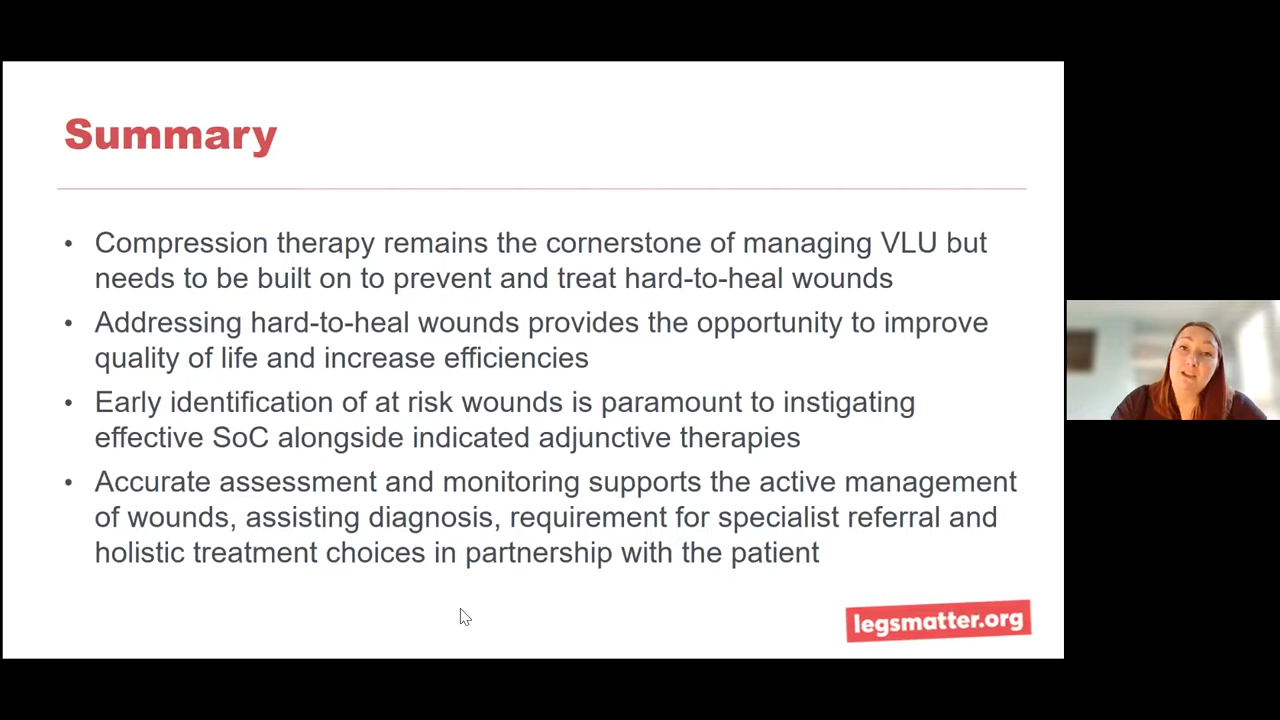 Summary
• Compression therapy remains the cornerstone of managing VLU but
needs to be built on to prevent and treat hard-to-heal wounds
• Addressing hard-to-heal wounds provides the opportunity to improve
quality of life and increase efficiencies
• Early identification of at risk wounds is paramount to instigating
effective SoC alongside indicated adjunctive therapies
• Accurate assessment and monitoring supports the active management
of wounds, assisting diagnosis, requirement for specialist referral and
holistic treatment choices in partnership with the patient
legsmatter.org